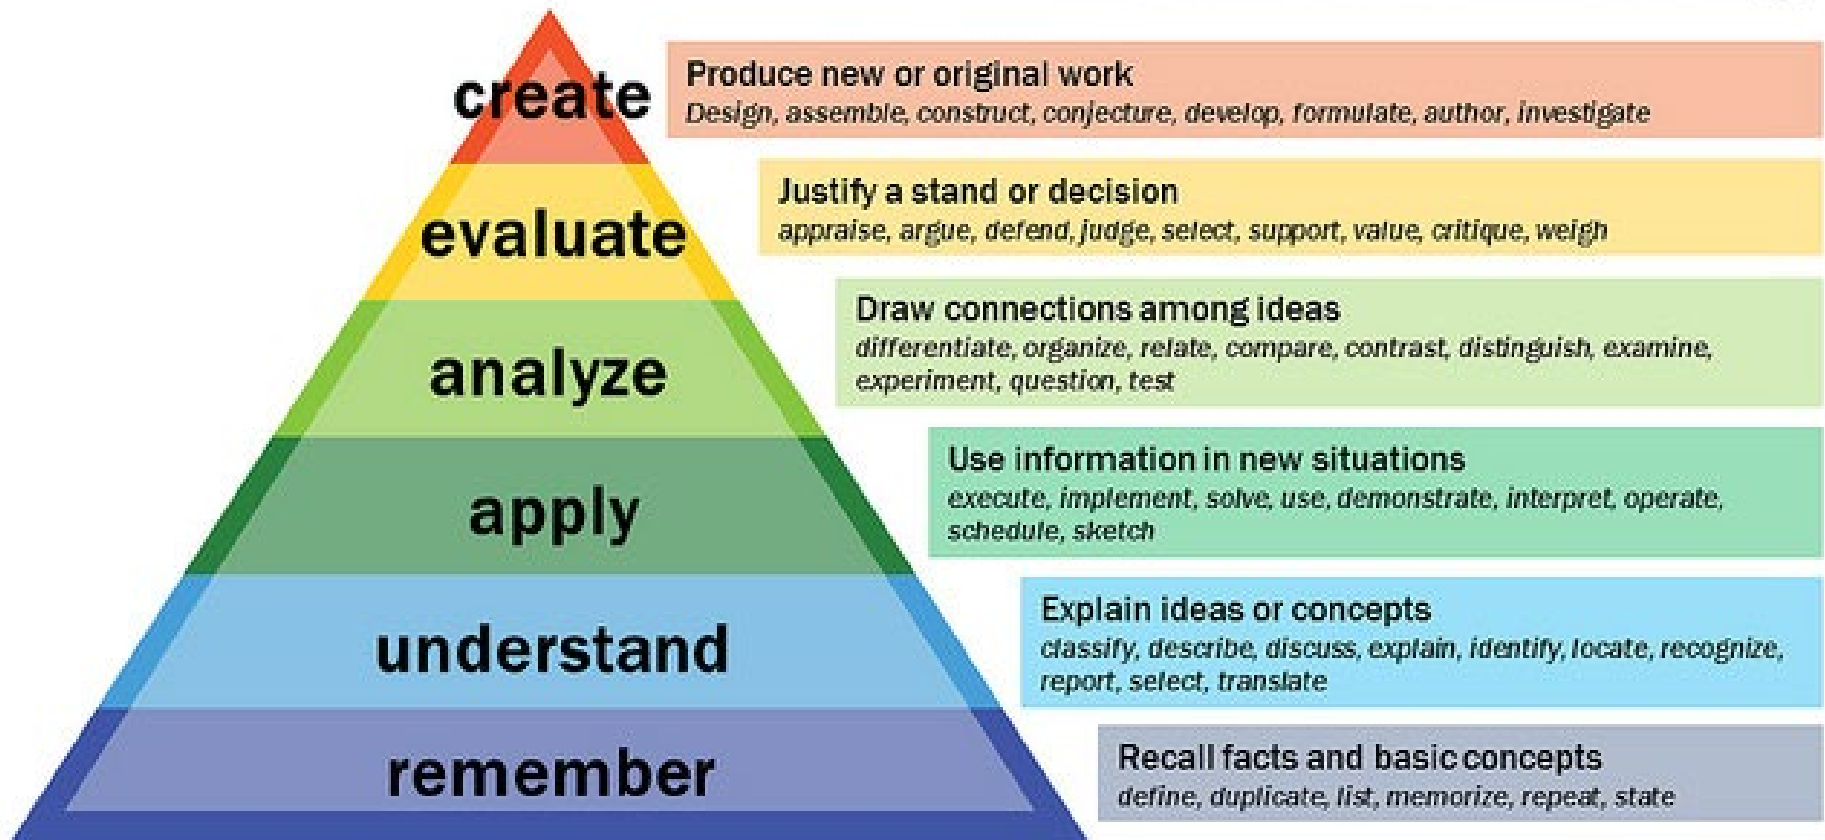 create
Produce new or original work
Design, assemble, construct, conjecture, develop, formulate, author, investigate
evaluate
Justify a stand or decision
appraise, argue, defend, judge, select, support, value, critique, weigh
analyze
Draw connections among ideas
differentiate, organize, relate, compare, contrast, distinguish, examine,
experiment, question, test
apply
Use information in new situations
execute, implement, solve, use, demonstrate, interpret, operate,
schedule, sketch
understand
Explain ideas or concepts
classify, describe, discuss, explain, identify, locate, recognize,
report, select, translate
remember
Recall facts and basic concepts
define, duplicate, list, memorize, repeat, state